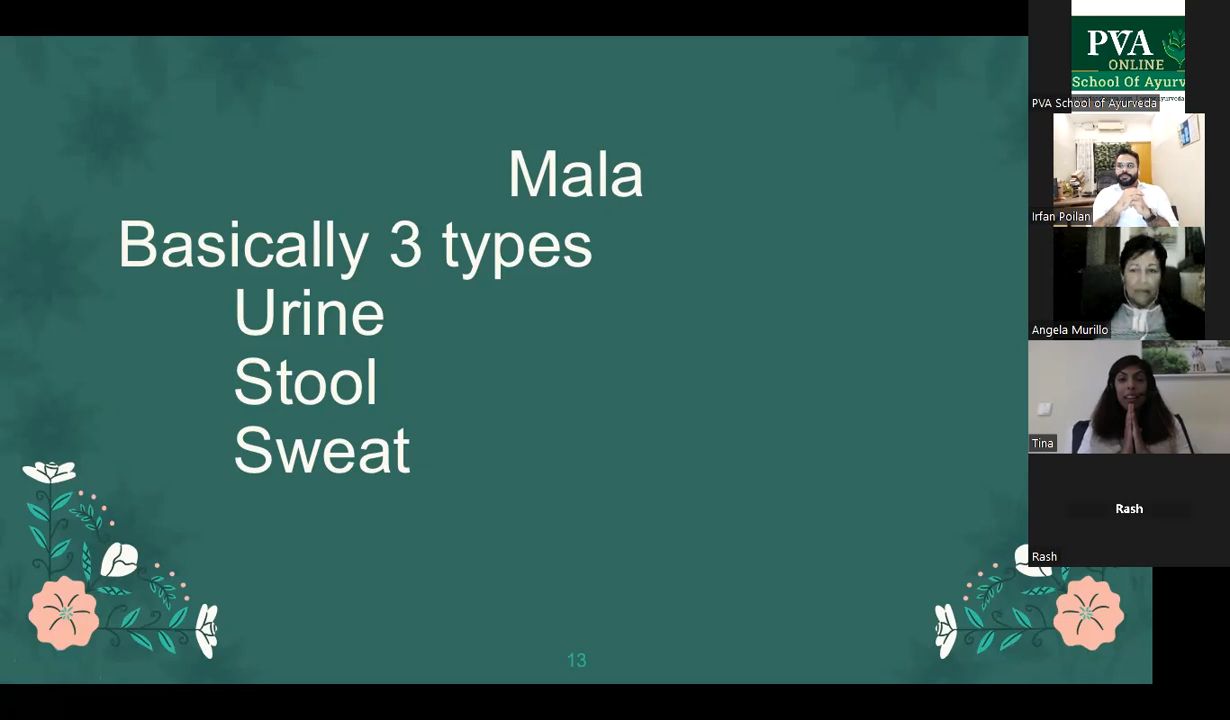 Mala
Basically 3 types
Urine
Stool
Sweat
13
PVA
ONLINE
School Of Ayurv
PVA School of Ayurveda
Irfan Poilan
Angela Murillo
Tina
Rash
Rash